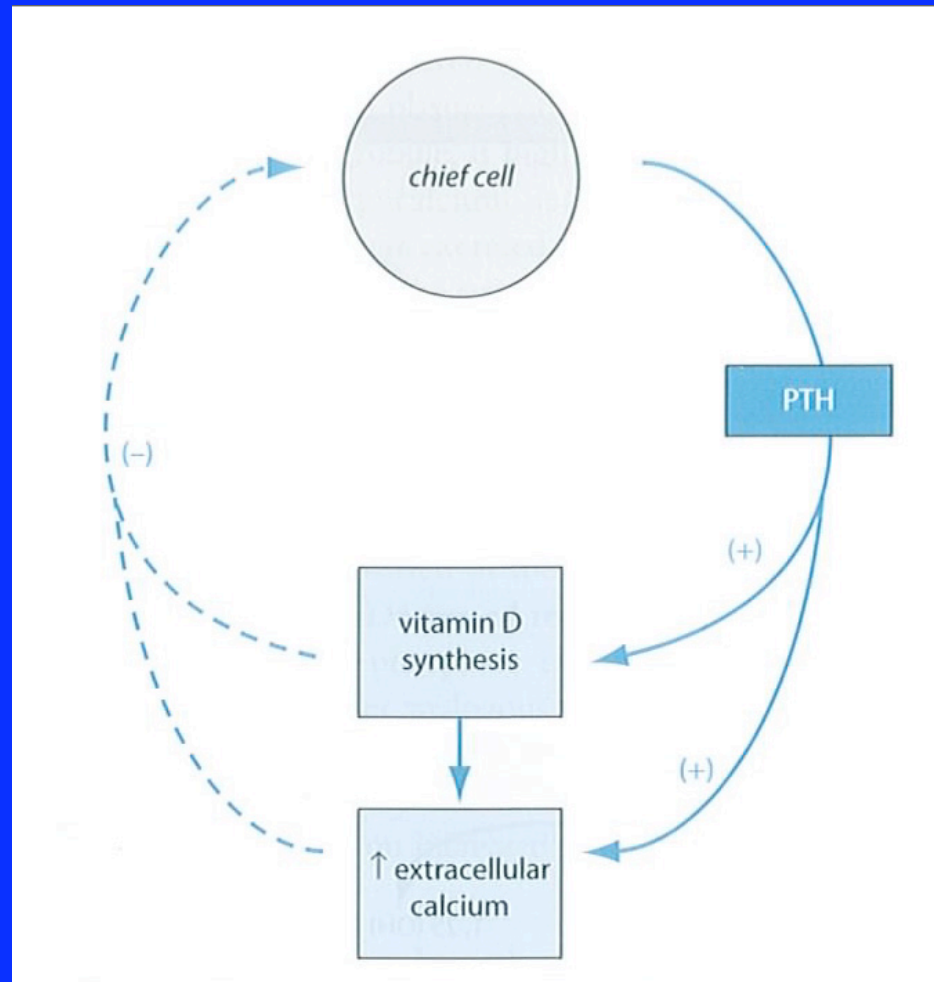 chief cell
PTH
(–)
(+)
vitamin D
synthesis
(+)
↑ extracellular
calcium